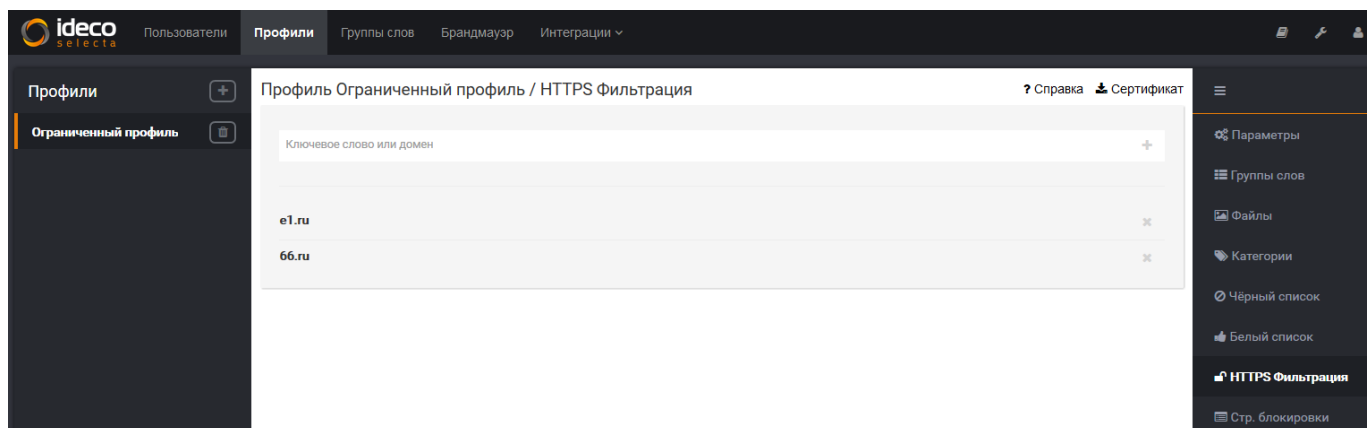 ideco
selecta
Пользователи
Профили
Группы слов
Брандмауэр
Интеграции
Профили
Ограниченный профиль
Профиль Ограниченный профиль / HTTPS Фильтрация
? Справка
Сертификат
Ключевое слово или домен
e1.ru
66.ru
Параметры
Группы слов
Файлы
Категории
Чёрный список
Белый список
HTTPS Фильтрация
Стр. блокировки